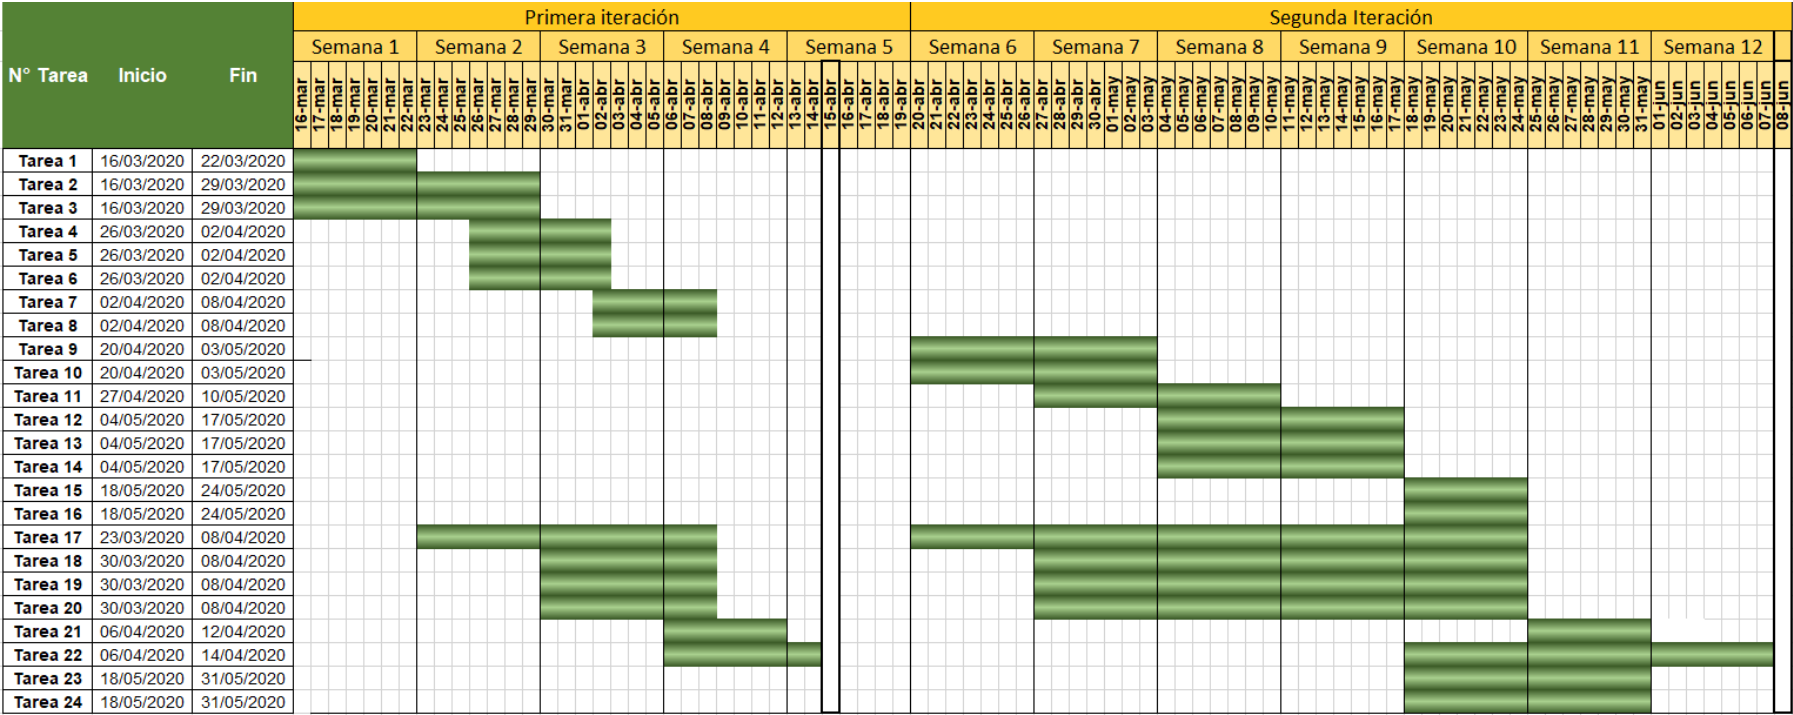 Primera iteración Segunda Iteración
Semana 1 Semana 2 Semana 3 Semana 4 Semana 5 Semana 6 Semana 7 Semana 8 Semana 9 Semana 10 Semana 11 Semana 12
N° Tarea Inicio Fin
16-mar 17-mar 18-mar 19-mar 20-mar 21-mar 22-mar 23-mar 24-mar 25-mar 26-mar 27-mar 28-mar 29-mar 30-mar 31-mar 01-abr 02-abr 03-abr 04-abr 05-abr 06-abr 07-abr 08-abr 09-abr 10-abr 11-abr 12-abr 13-abr 14-abr 15-abr 16-abr 17-abr 18-abr 19-abr 20-abr 21-abr 22-abr 23-abr 24-abr 25-abr 26-abr 27-abr 28-abr 29-abr 30-abr 01-may 02-may 03-may 04-may 05-may 06-may 07-may 08-may 09-may 10-may 11-may 12-may 13-may 14-may 15-may 16-may 17-may 18-may 19-may 20-may 21-may 22-may 23-may 24-may 25-may 26-may 27-may 28-may 29-may 30-may 31-may 01-jun 02-jun 03-jun 04-jun 05-jun 06-jun 07-jun 08-jun
Tarea 1 16/03/2020 22/03/2020
Tarea 2 16/03/2020 29/03/2020
Tarea 3 16/03/2020 29/03/2020
Tarea 4 26/03/2020 02/04/2020
Tarea 5 26/03/2020 02/04/2020
Tarea 6 26/03/2020 02/04/2020
Tarea 7 02/04/2020 08/04/2020
Tarea 8 02/04/2020 08/04/2020
Tarea 9 20/04/2020 03/05/2020
Tarea 10 20/04/2020 03/05/2020
Tarea 11 27/04/2020 10/05/2020
Tarea 12 04/05/2020 17/05/2020
Tarea 13 04/05/2020 17/05/2020
Tarea 14 04/05/2020 17/05/2020
Tarea 15 18/05/2020 24/05/2020
Tarea 16 18/05/2020 24/05/2020
Tarea 17 23/03/2020 08/04/2020
Tarea 18 30/03/2020 08/04/2020
Tarea 19 30/03/2020 08/04/2020
Tarea 20 30/03/2020 08/04/2020
Tarea 21 06/04/2020 12/04/2020
Tarea 22 06/04/2020 14/04/2020
Tarea 23 18/05/2020 31/05/2020
Tarea 24 18/05/2020 31/05/2020